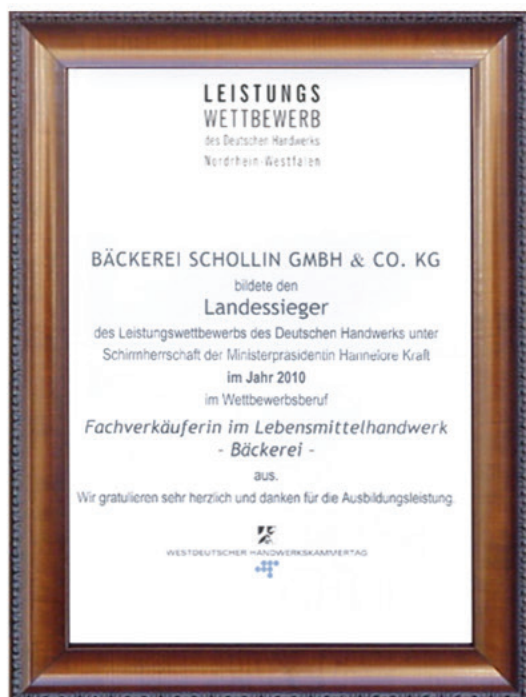 LEISTUNGS
WETTBEWERB
des Deutschen Handwerks
Nordrhein-Westfalen
BÄCKEREI SCHOLLIN GMBH & CO. KG
bildete den
Landessieger
des Leistungswettbewerbs des Deutschen Handwerks unter
Schirmherrschaft der Ministerpräsidentin Hannelore Kraft
im Jahr 2010
im Wettbewerbsberuf
Fachverkäuferin im Lebensmittelhandwerk
- Bäckerei -
aus.
Wir gratulieren sehr herzlich und danken für die Ausbildungsleistung.
WESTDEUTSCHER HANDWERKSKAMMERTAG